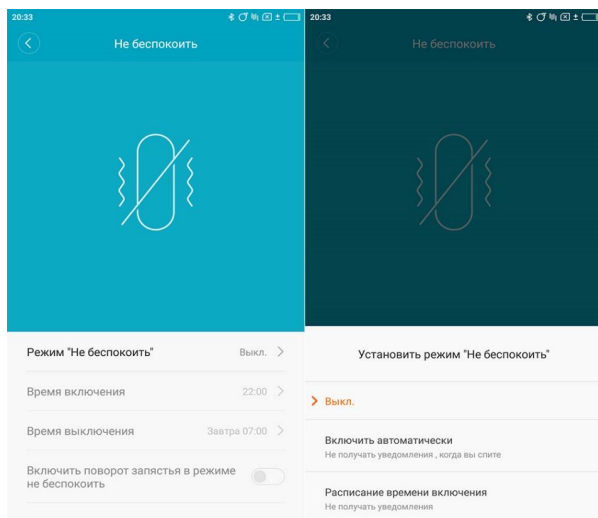 20:33
Не беспокоить
Режим "Не беспокоить" Выкл.
Время включения 22:00
Время выключения Завтра 07:00
Включить поворот запястья в режиме
не беспокоить
20:33
Не беспокоить
Установить режим "Не беспокоить"
Выкл.
Включить автоматически
Не получать уведомления , когда вы спите
Расписание времени включения
Не получать уведомления